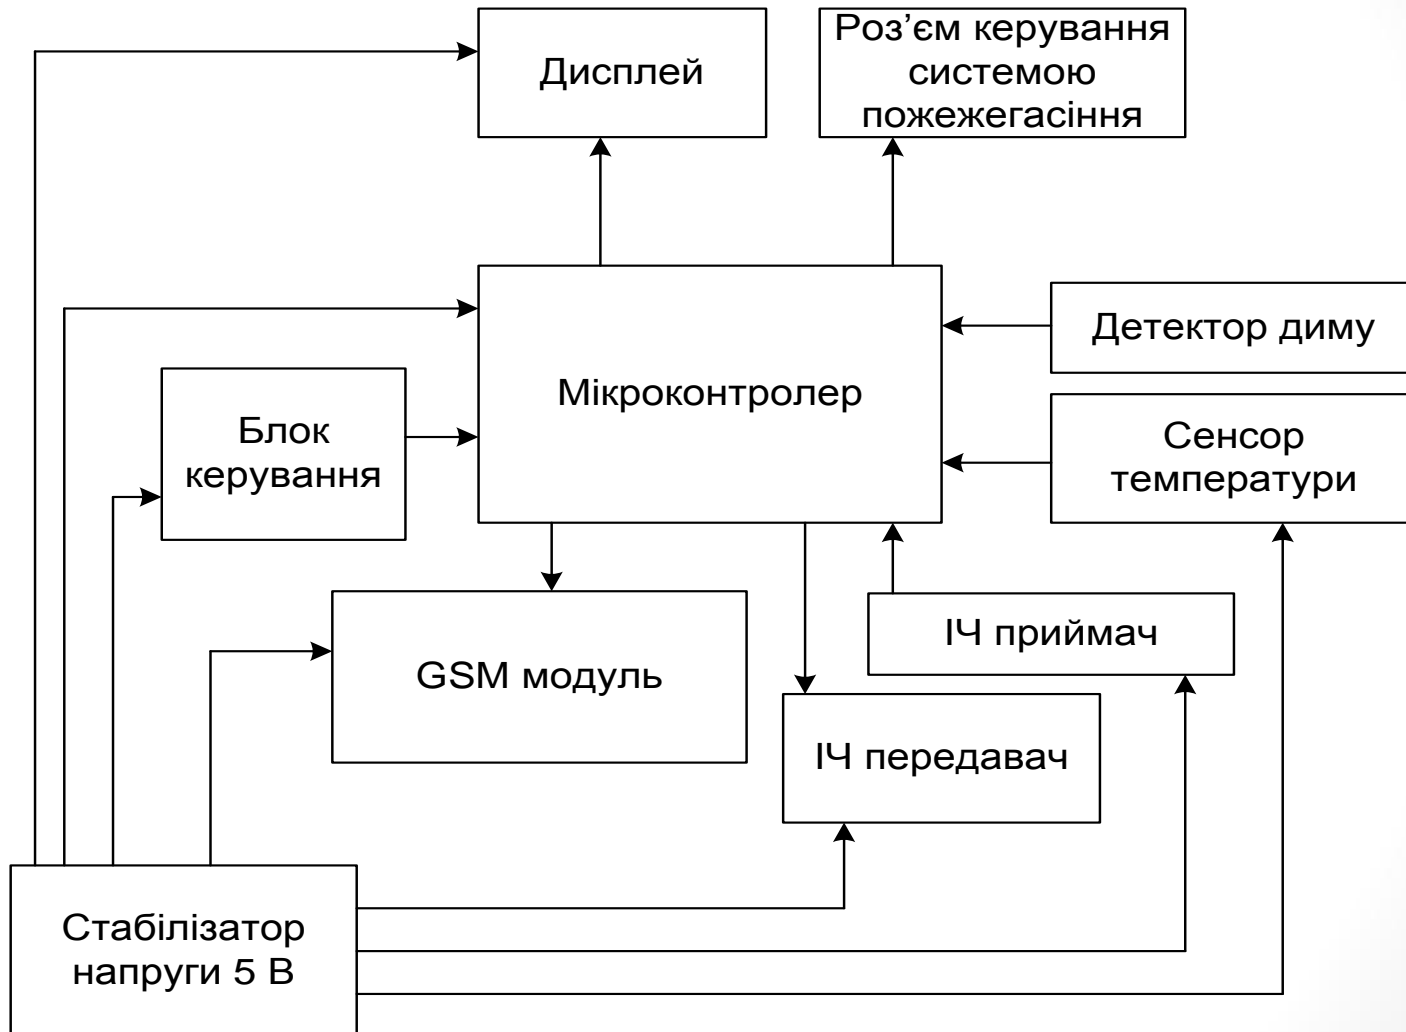 Дисплей
Роз’єм керування
системою
пожежегасіння
Мікроконтролер
Детектор диму
Блок
керування
Сенсор
температури
GSM модуль
ІЧ приймач
ІЧ передавач
Стабілізатор
напруги 5 В